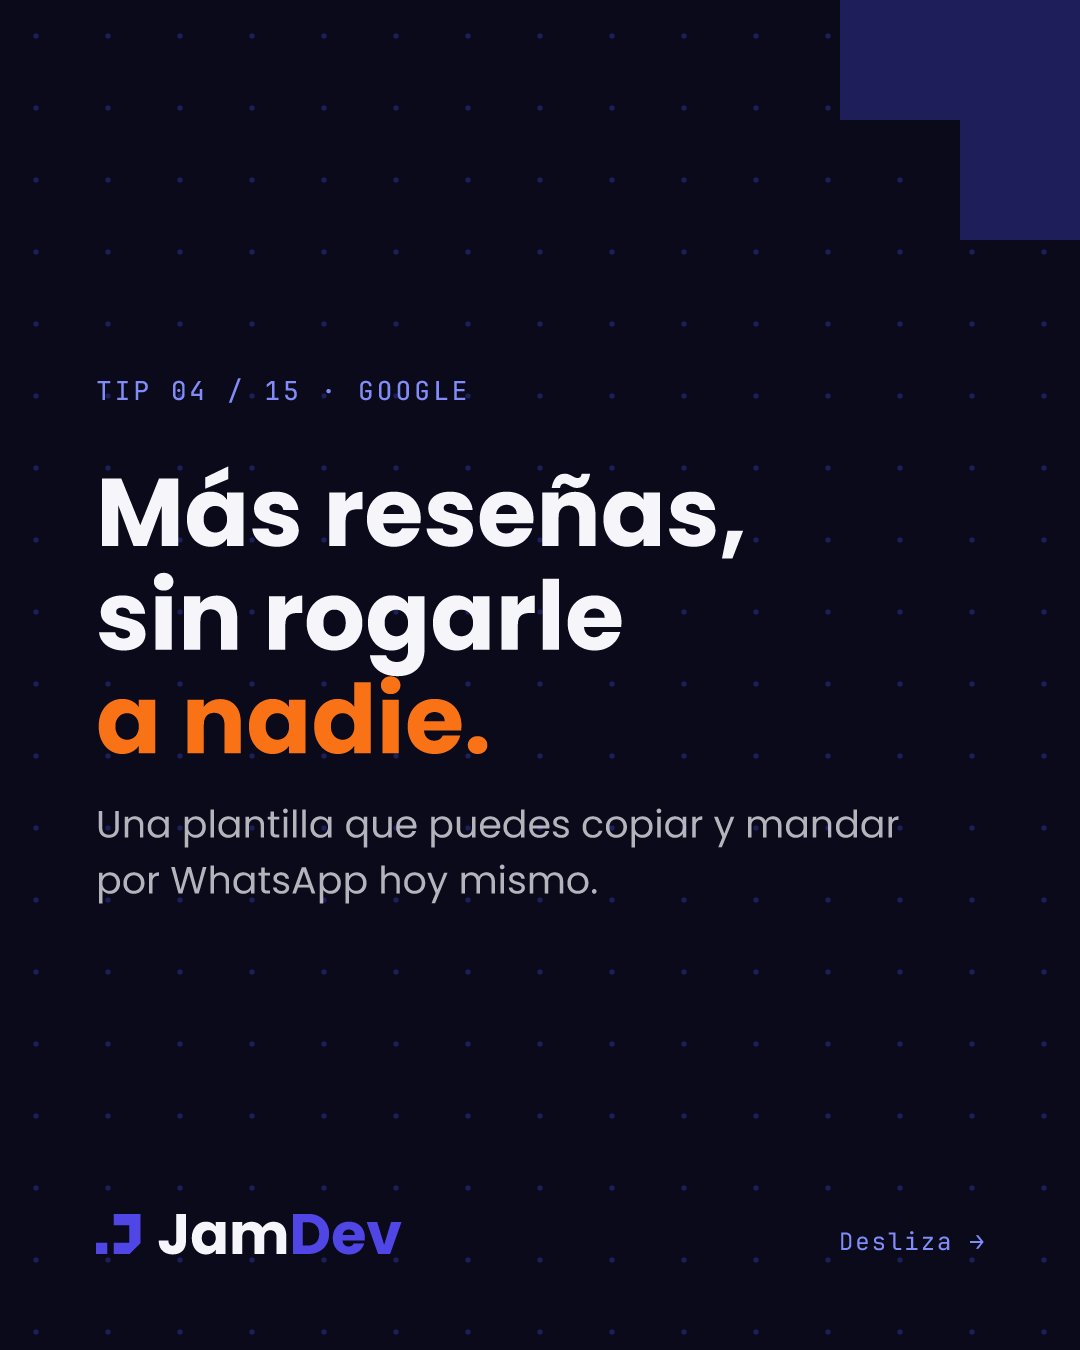 TIP 04 / 15 · GOOGLE
Más reseñas,
sin rogarle
a nadie.
Una plantilla que puedes copiar y mandar
por WhatsApp hoy mismo.
JamDev
Desliza →